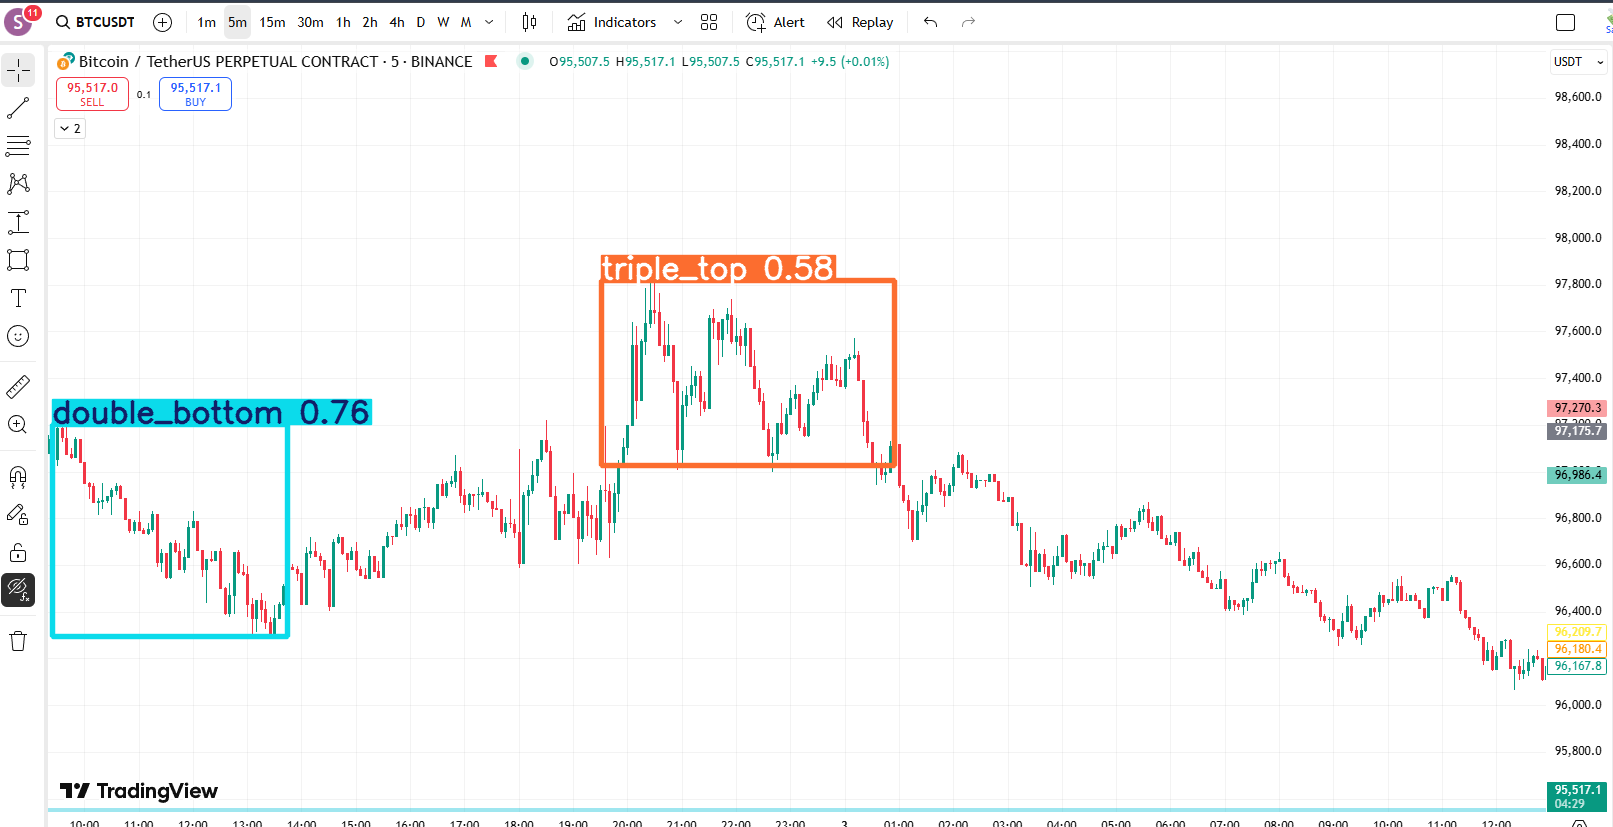 S 11 BTCUSDT 1m 5m 15m 30m 1h 2h 4h D W M Indicators Alert Replay
Bitcoin / TetherUS PERPETUAL CONTRACT · 5 · BINANCE O95,507.5 H95,517.1 L95,507.5 C95,517.1 +9.5 (+0.01%)
USDT
95,517.0 0.1 95,517.1
SELL BUY
2
98,600.0
98,400.0
98,200.0
98,000.0
triple_top 0.58
97,800.0
97,600.0
97,400.0
double_bottom 0.76
97,270.3
97,175.7
96,986.4
96,800.0
96,600.0
96,400.0
96,209.7
96,180.4
96,167.8
96,000.0
95,800.0
TradingView
95,517.1
04:29
10:00 11:00 12:00 13:00 14:00 15:00 16:00 17:00 18:00 19:00 20:00 21:00 22:00 23:00 3 01:00 02:00 03:00 04:00 05:00 06:00 07:00 08:00 09:00 10:00 11:00 12:00